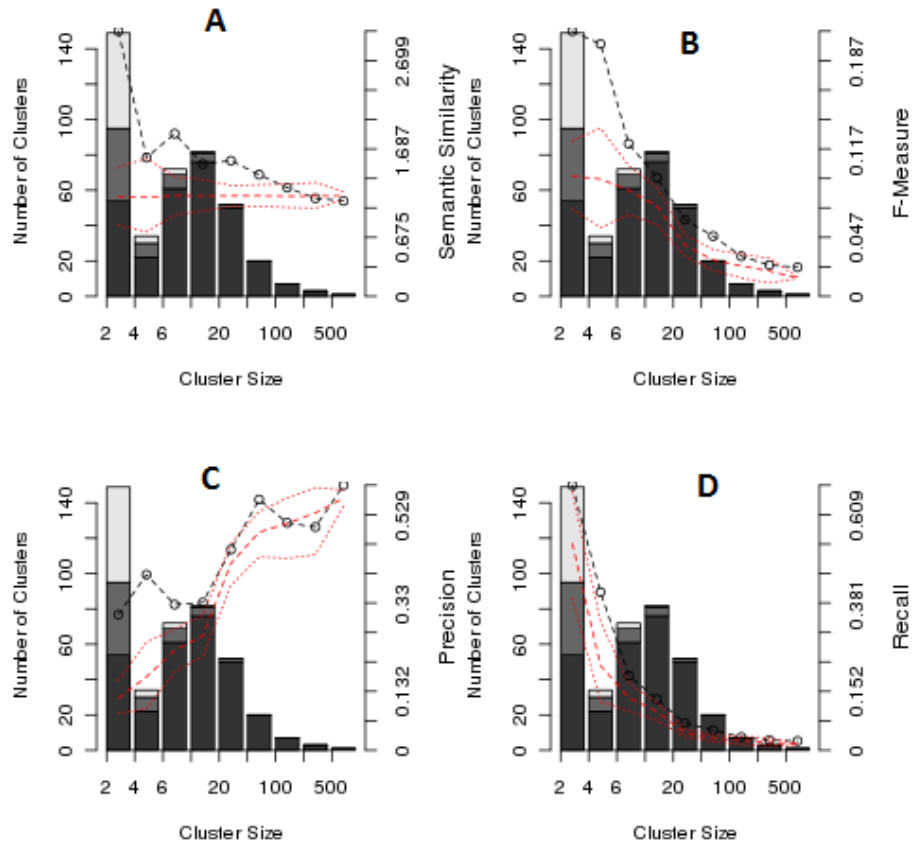 A
140
100
60
20
0
Number of Clusters
2 4 6 20 100 500
Cluster Size
2.699
1.687
0.675
0
Semantic Similarity
B
140
100
60
20
0
Number of Clusters
2 4 6 20 100 500
Cluster Size
0.187
0.117
0.047
0
F-Measure
C
140
100
60
20
0
Number of Clusters
2 4 6 20 100 500
Cluster Size
0.529
0.33
0.132
0
Precision
D
140
100
60
20
0
Number of Clusters
2 4 6 20 100 500
Cluster Size
0.609
0.381
0.152
0
Recall